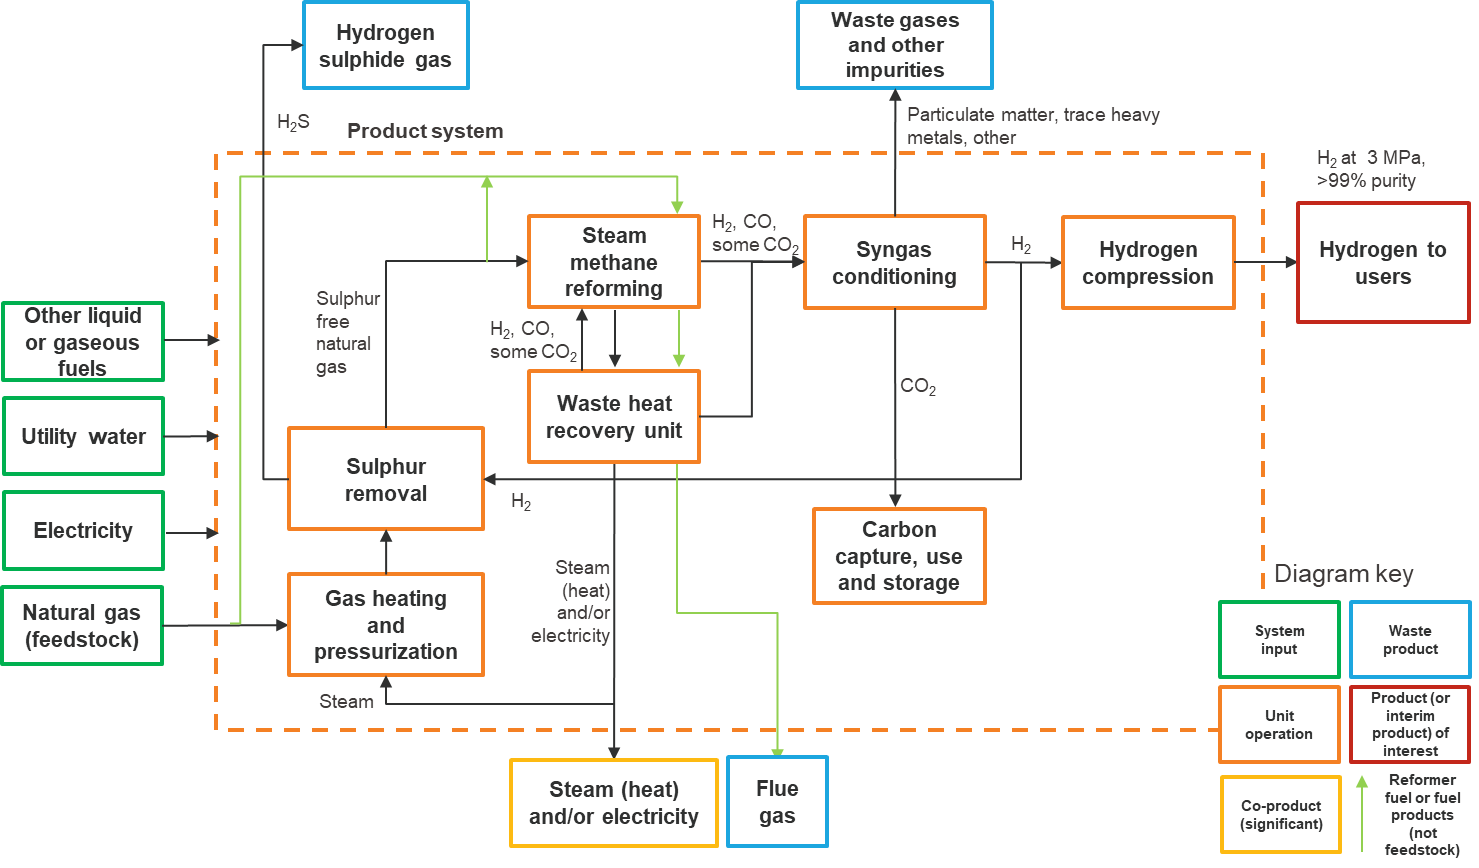 Hydrogen
sulphide gas
Waste gases
and other
impurities
H₂S
Product system
Particulate matter, trace heavy
metals, other
H₂ at 3 MPa,
>99% purity
Steam
methane
reforming
H₂, CO,
some CO₂
Syngas
conditioning
H₂
Hydrogen
compression
Hydrogen to
users
Other liquid
or gaseous
fuels
Sulphur
free
natural
gas
H₂, CO,
some CO₂
Waste heat
recovery unit
CO₂
Utility water
Sulphur
removal
H₂
Electricity
Carbon
capture, use
and storage
Steam
(heat)
and/or
electricity
Natural gas
(feedstock)
Gas heating
and
pressurization
Steam
Steam (heat)
and/or electricity
Flue
gas
Diagram key
System
input
Waste
product
Unit
operation
Product (or
interim
product) of
interest
Co-product
(significant)
Reformer
fuel or fuel
products
(not
feedstock)